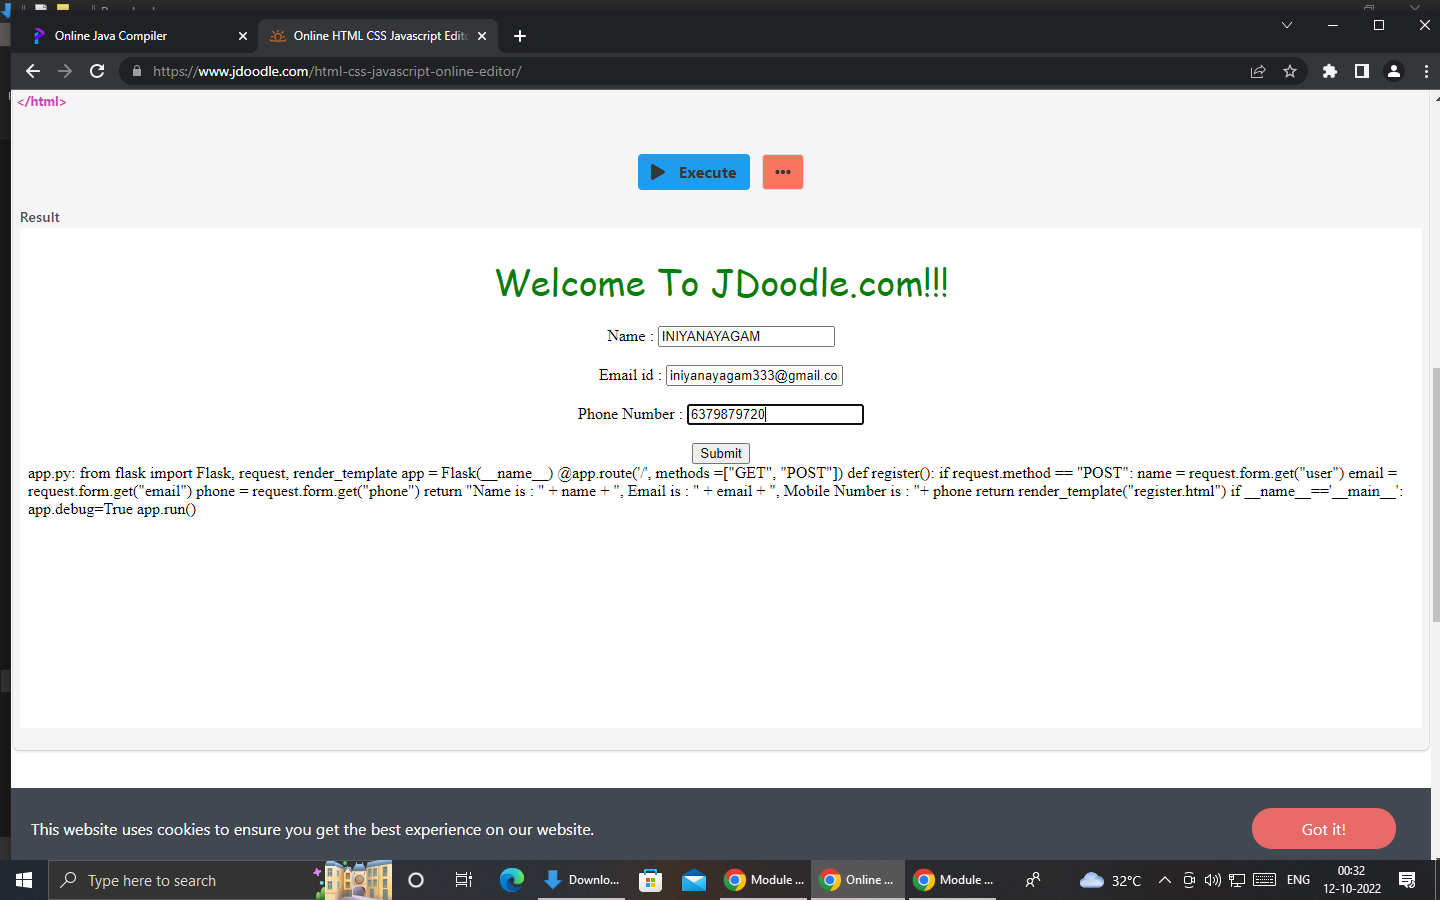 Online Java Compiler
Online HTML CSS Javascript Edit
https://www.jdoodle.com/html-css-javascript-online-editor/
</html>
Execute
Result
Welcome To JDoodle.com!!!
Name : INIYANAYAGAM
Email id : iniyanayagam333@gmail.co
Phone Number : 6379879720
Submit
app.py: from flask import Flask, request, render_template app = Flask(__name__) @app.route('/', methods =["GET", "POST"]) def register(): if request.method == "POST": name = request.form.get("user") email =
request.form.get("email") phone = request.form.get("phone") return "Name is : " + name + ", Email is : " + email + ", Mobile Number is : "+ phone return render_template("register.html") if __name__=='__main__':
app.debug=True app.run()
This website uses cookies to ensure you get the best experience on our website.
Got it!
Type here to search
Downlo...
Module ...
Online ...
Module ...
32°C
ENG
00:32
12-10-2022